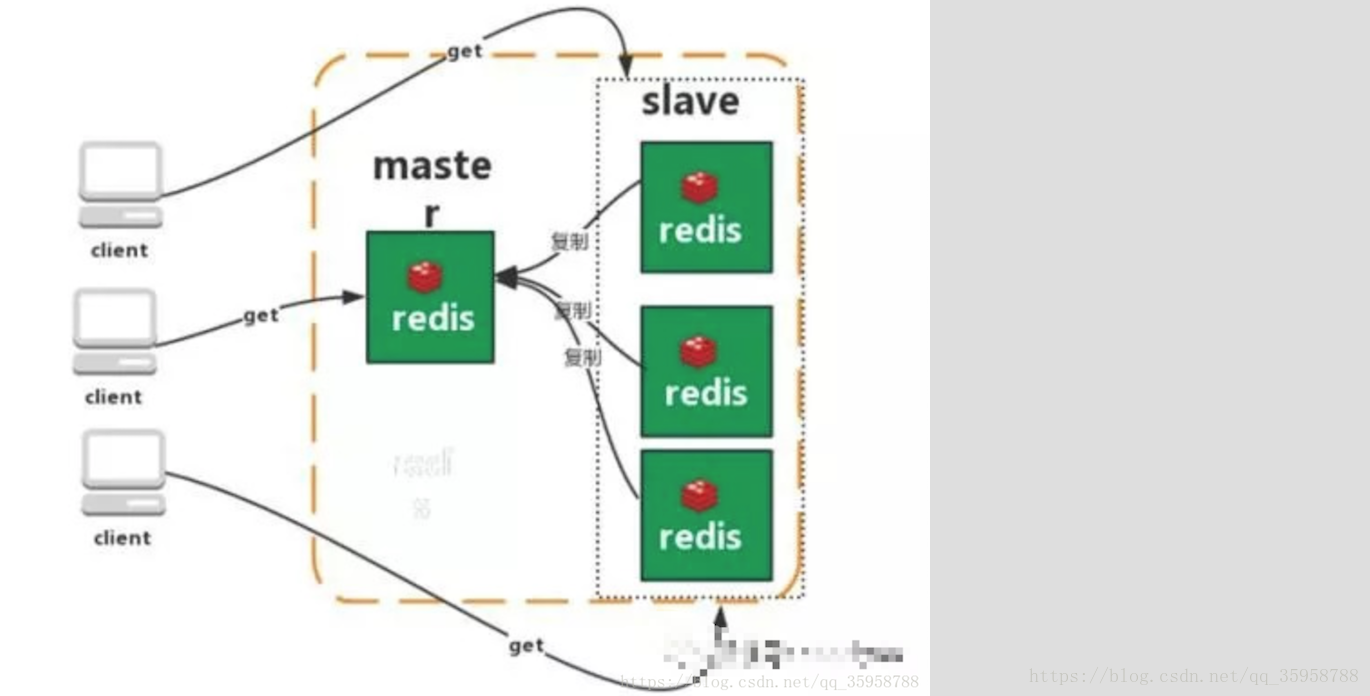 get
slave
maste
r
redis
client
复制
redis
get
client
复制
redis
复制
redis
client
get
https://blog.csdn.net/qq_35958788
https://blog.csdn.net/qq_35958788